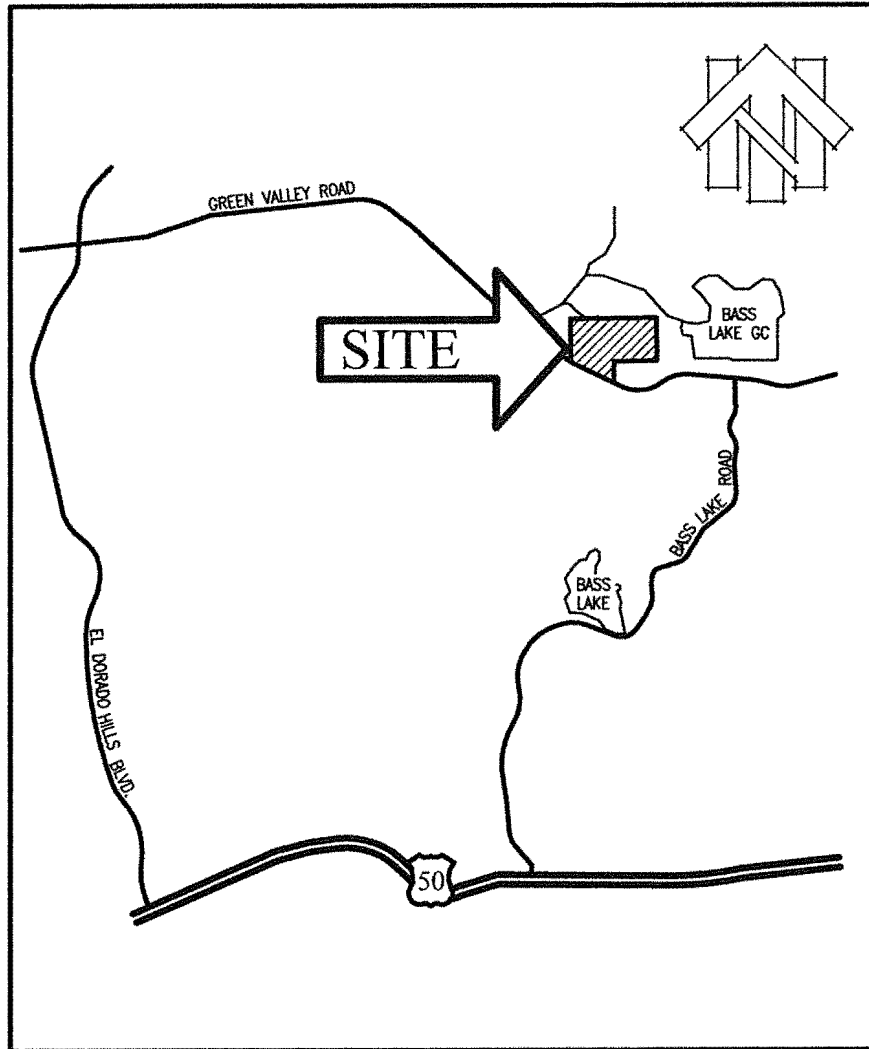 N
GREEN VALLEY ROAD
BASS
LAKE GC
SITE
BASS LAKE ROAD
BASS
LAKE
EL DORADO HILLS BLVD.
50